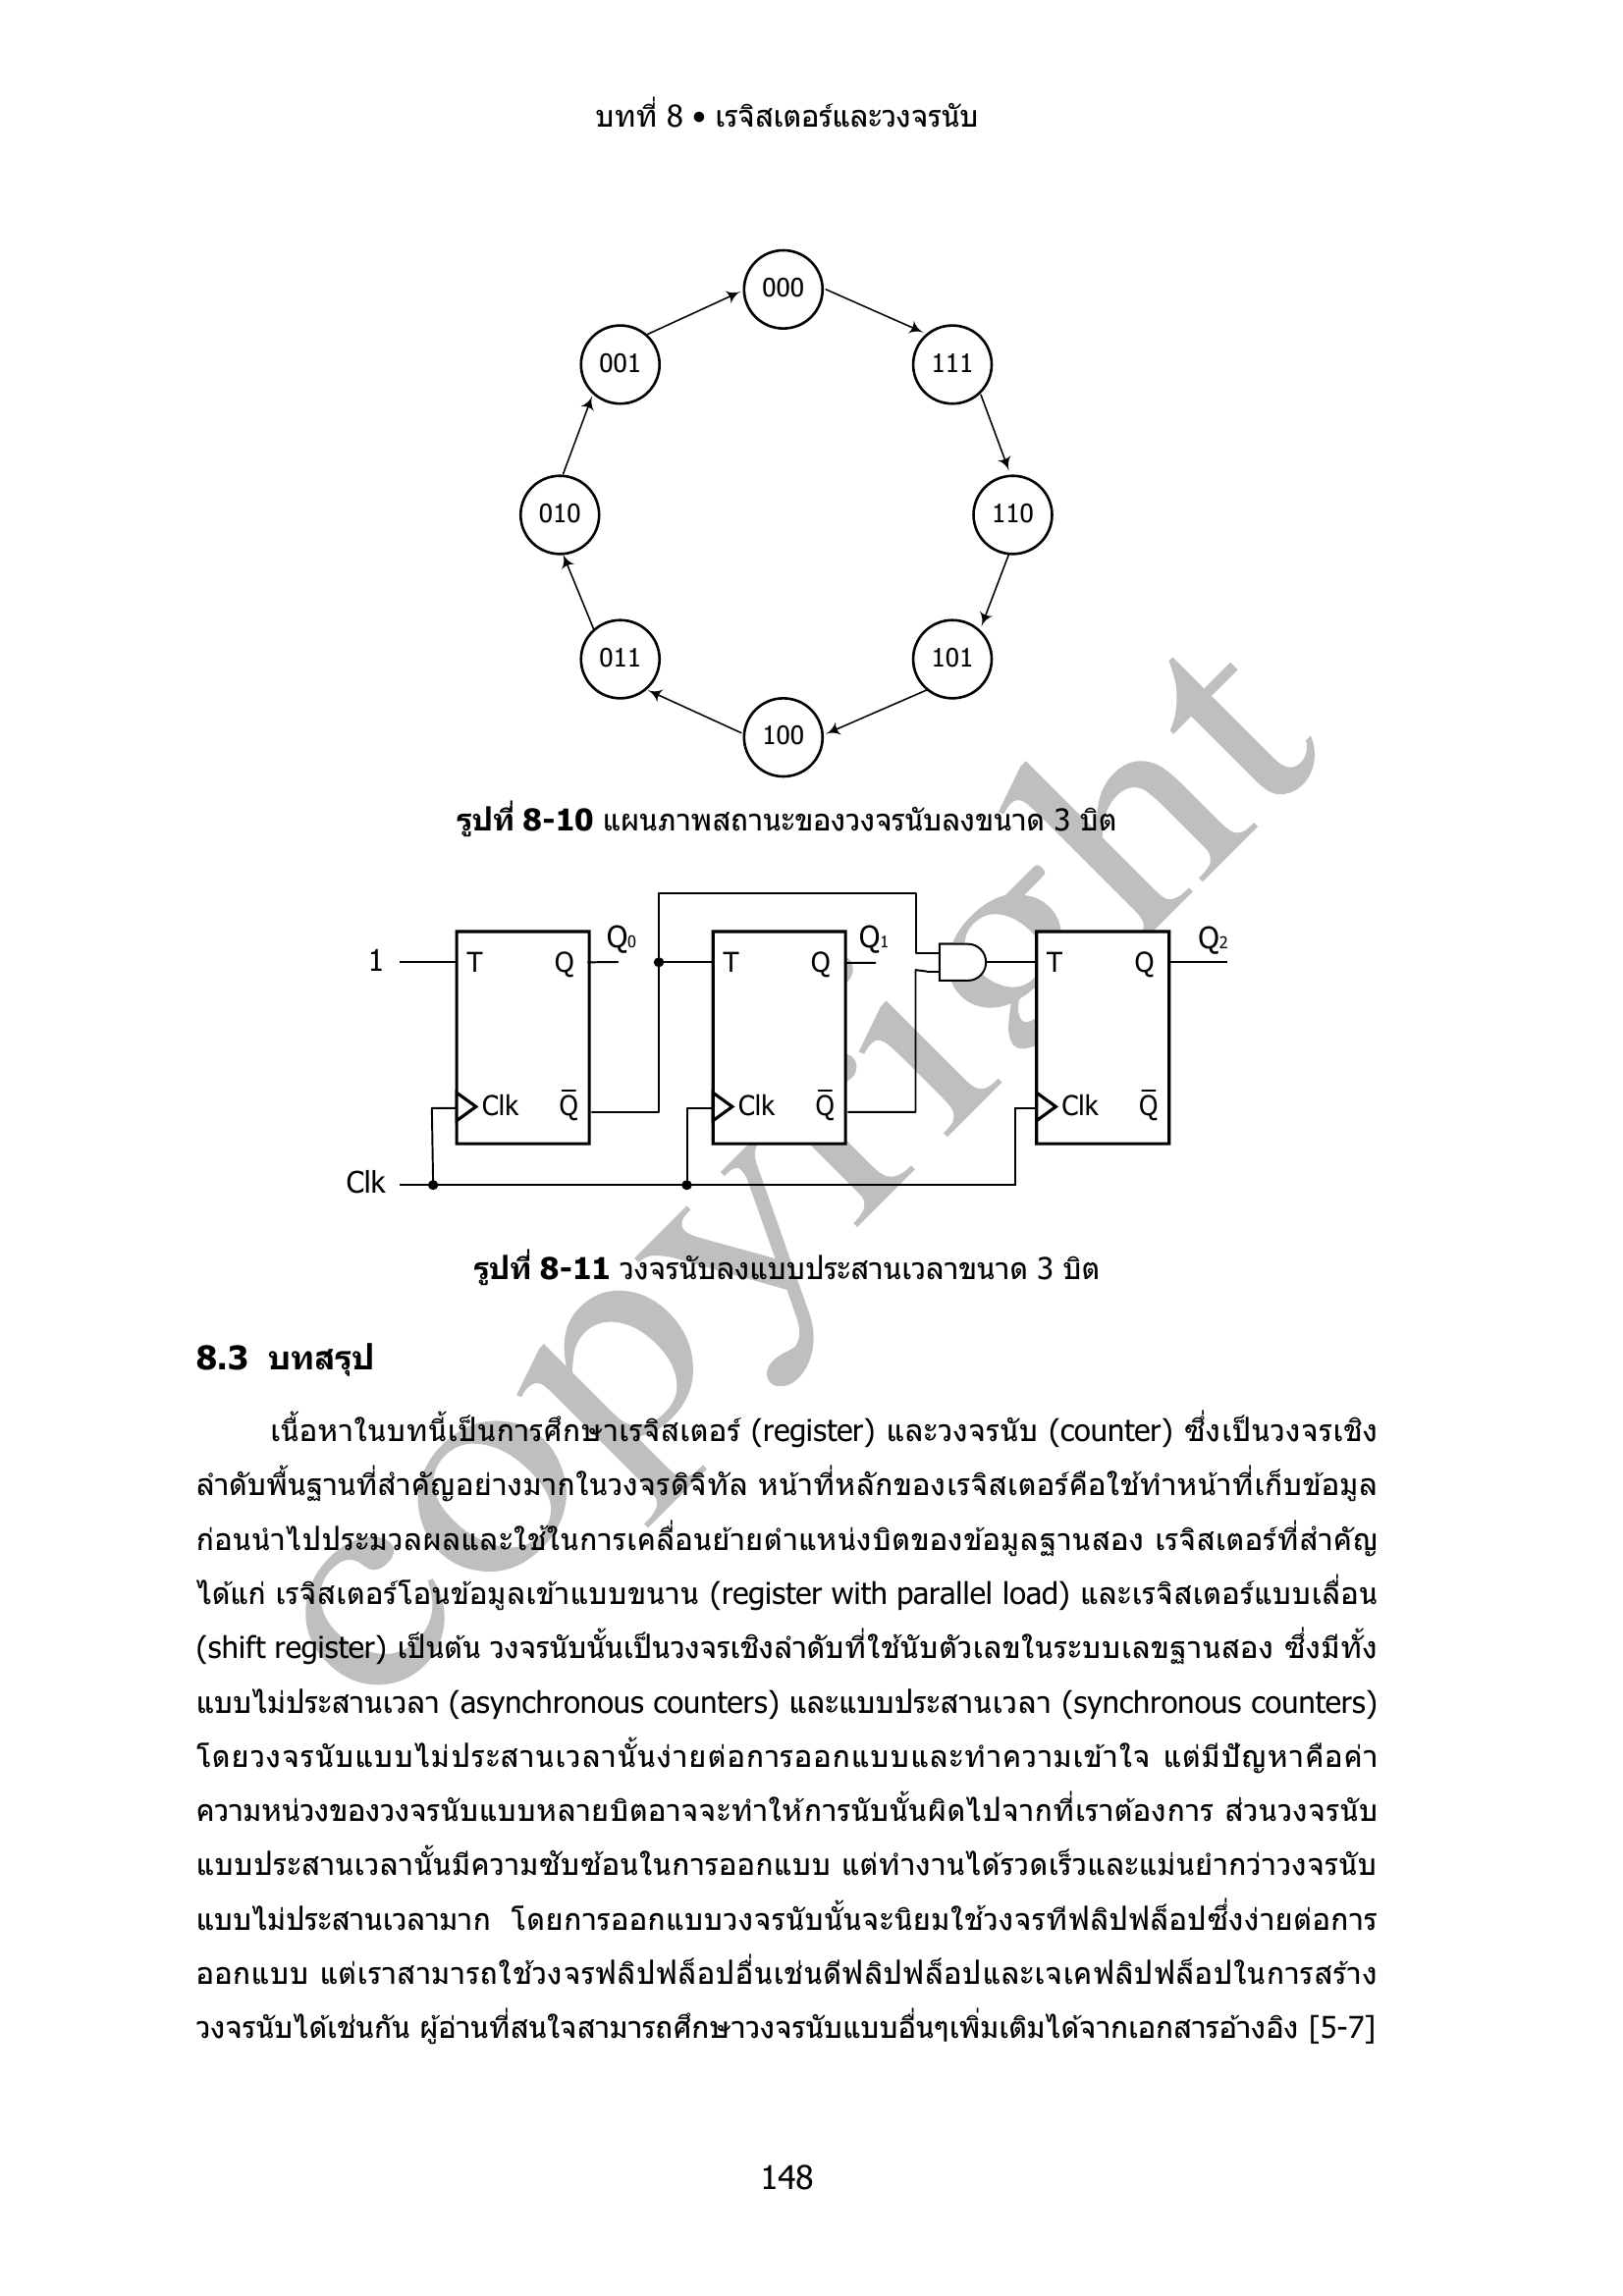 บทที่ 8 • เรจิสเตอร์และวงจรนับ
000
001
111
010
110
011
101
100
รูปที่ 8-10 แผนภาพสถานะของวงจรนับลงขนาด 3 บิต
Q0 Q1 Q2
1 T Q T Q T Q
Clk Q̅ Clk Q̅ Clk Q̅
Clk
รูปที่ 8-11 วงจรนับลงแบบประสานเวลาขนาด 3 บิต
8.3 บทสรุป
เนื้อหาในบทนี้เป็นการศึกษาเรจิสเตอร์ (register) และวงจรนับ (counter) ซึ่งเป็นวงจรเชิง
ลำดับพื้นฐานที่สำคัญอย่างมากในวงจรดิจิทัล หน้าที่หลักของเรจิสเตอร์คือใช้ทำหน้าที่เก็บข้อมูล
ก่อนนำไปประมวลผลและใช้ในการเคลื่อนย้ายตำแหน่งบิตของข้อมูลฐานสอง เรจิสเตอร์ที่สำคัญ
ได้แก่ เรจิสเตอร์โอนข้อมูลเข้าแบบขนาน (register with parallel load) และเรจิสเตอร์แบบเลื่อน
(shift register) เป็นต้น วงจรนับนั้นเป็นวงจรเชิงลำดับที่ใช้นับตัวเลขในระบบเลขฐานสอง ซึ่งมีทั้ง
แบบไม่ประสานเวลา (asynchronous counters) และแบบประสานเวลา (synchronous counters)
โดยวงจรนับแบบไม่ประสานเวลานั้นง่ายต่อการออกแบบและทำความเข้าใจ แต่มีปัญหาคือค่า
ความหน่วงของวงจรนับแบบหลายบิตอาจจะทำให้การนับนั้นผิดไปจากที่เราต้องการ ส่วนวงจรนับ
แบบประสานเวลานั้นมีความซับซ้อนในการออกแบบ แต่ทำงานได้รวดเร็วและแม่นยำกว่าวงจรนับ
แบบไม่ประสานเวลามาก โดยการออกแบบวงจรนับนั้นจะนิยมใช้วงจรทีฟลิปฟล็อปซึ่งง่ายต่อการ
ออกแบบ แต่เราสามารถใช้วงจรฟลิปฟล็อปอื่นเช่นดีฟลิปฟล็อปและเจเคฟลิปฟล็อปในการสร้าง
วงจรนับได้เช่นกัน ผู้อ่านที่สนใจสามารถศึกษาวงจรนับแบบอื่นๆเพิ่มเติมได้จากเอกสารอ้างอิง [5-7]
copyright
148